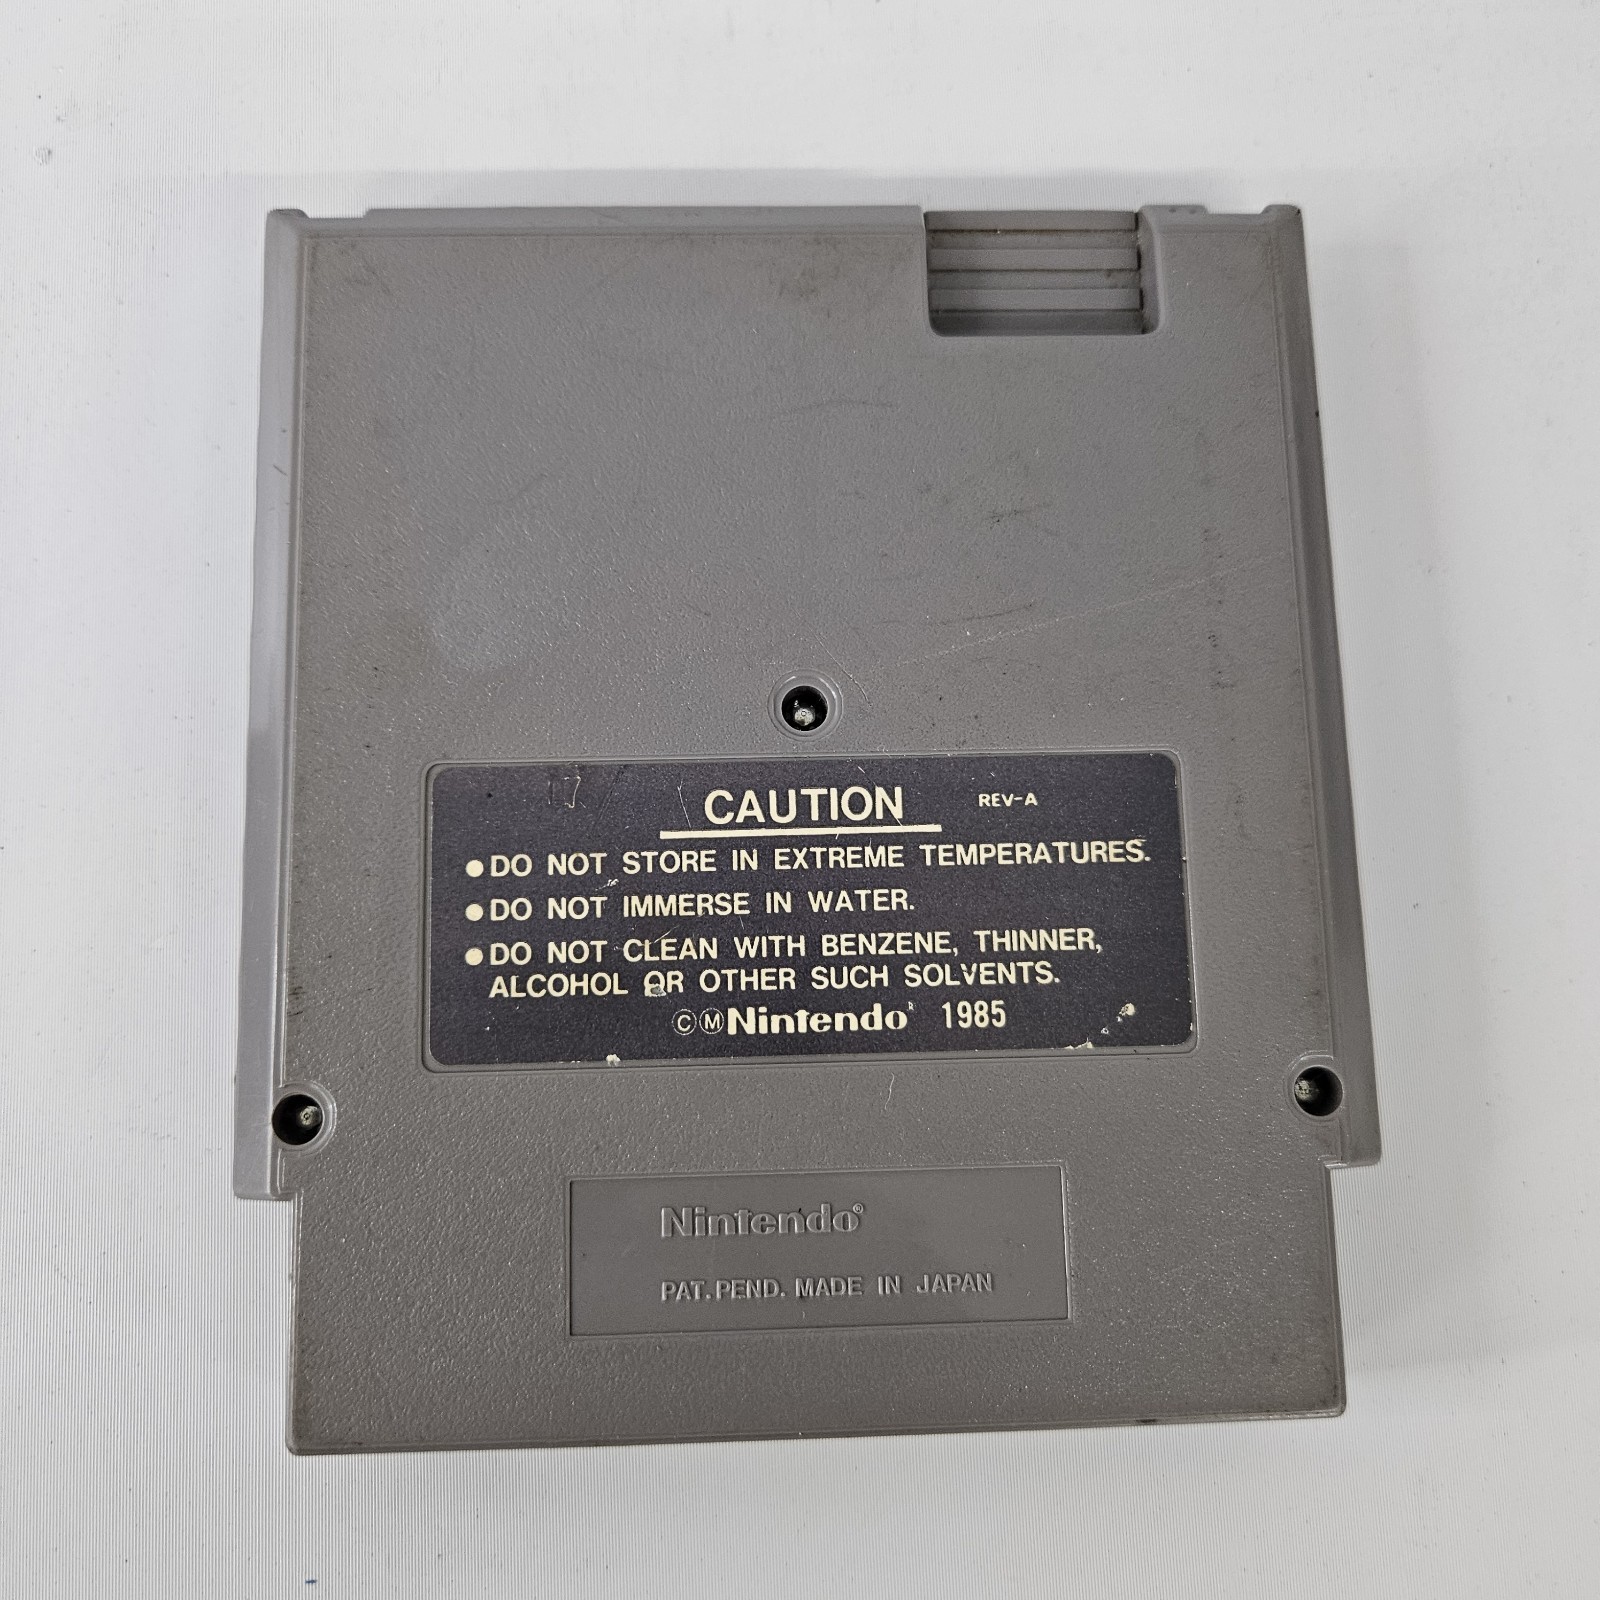 17
CAUTION REV-A
●DO NOT STORE IN EXTREME TEMPERATURES.
●DO NOT IMMERSE IN WATER.
●DO NOT CLEAN WITH BENZENE, THINNER,
ALCOHOL OR OTHER SUCH SOLVENTS.
©ⓂNintendo® 1985
Nintendo®
PAT. PEND. MADE IN JAPAN